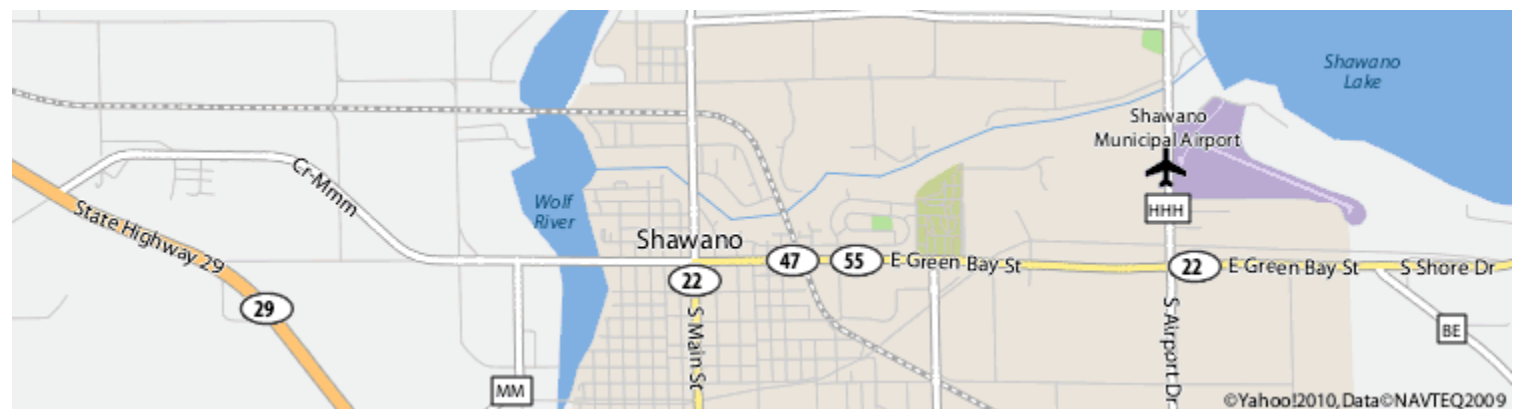 Shawano
Lake
Shawano
Municipal Airport
Cr-Mmm
Wolf
River
State Highway 29
HHH
Shawano
47
55
E Green Bay St
22
E Green Bay St
S Shore Dr
22
29
S Main St
S Airport Dr
BE
MM
©Yahoo!2010, Data©NAVTEQ2009